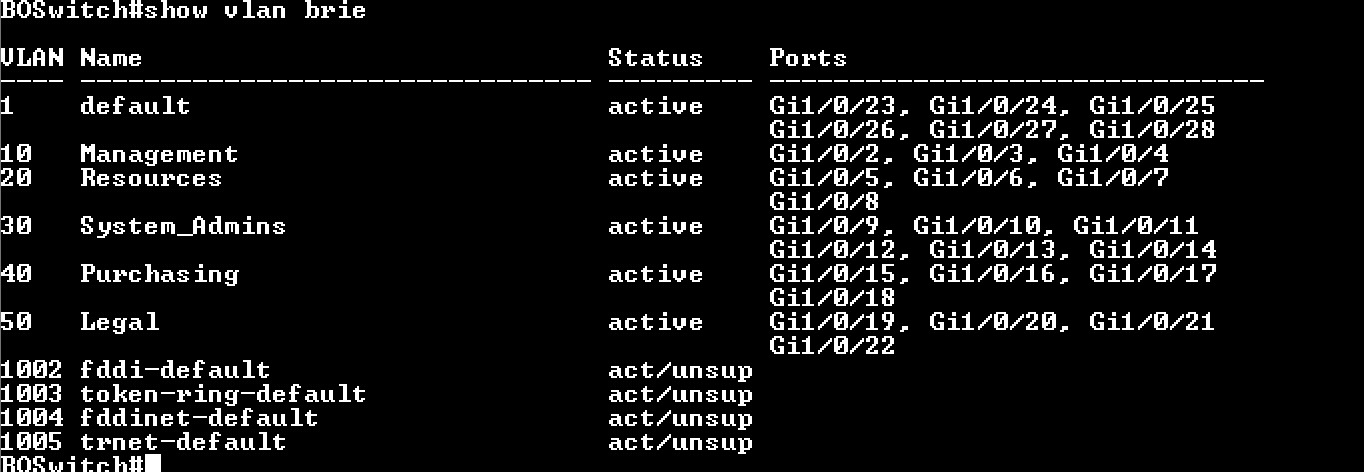 BOSwitch#show vlan brie
VLAN Name                             Status    Ports
---- -------------------------------- --------- -------------------------------
1    default                          active    Gi1/0/23, Gi1/0/24, Gi1/0/25
                                                Gi1/0/26, Gi1/0/27, Gi1/0/28
10   Management                       active    Gi1/0/2, Gi1/0/3, Gi1/0/4
20   Resources                        active    Gi1/0/5, Gi1/0/6, Gi1/0/7
                                                Gi1/0/8
30   System_Admins                    active    Gi1/0/9, Gi1/0/10, Gi1/0/11
                                                Gi1/0/12, Gi1/0/13, Gi1/0/14
40   Purchasing                       active    Gi1/0/15, Gi1/0/16, Gi1/0/17
                                                Gi1/0/18
50   Legal                            active    Gi1/0/19, Gi1/0/20, Gi1/0/21
                                                Gi1/0/22
1002 fddi-default                     act/unsup
1003 token-ring-default               act/unsup
1004 fddinet-default                  act/unsup
1005 trnet-default                    act/unsup
BOSwitch#